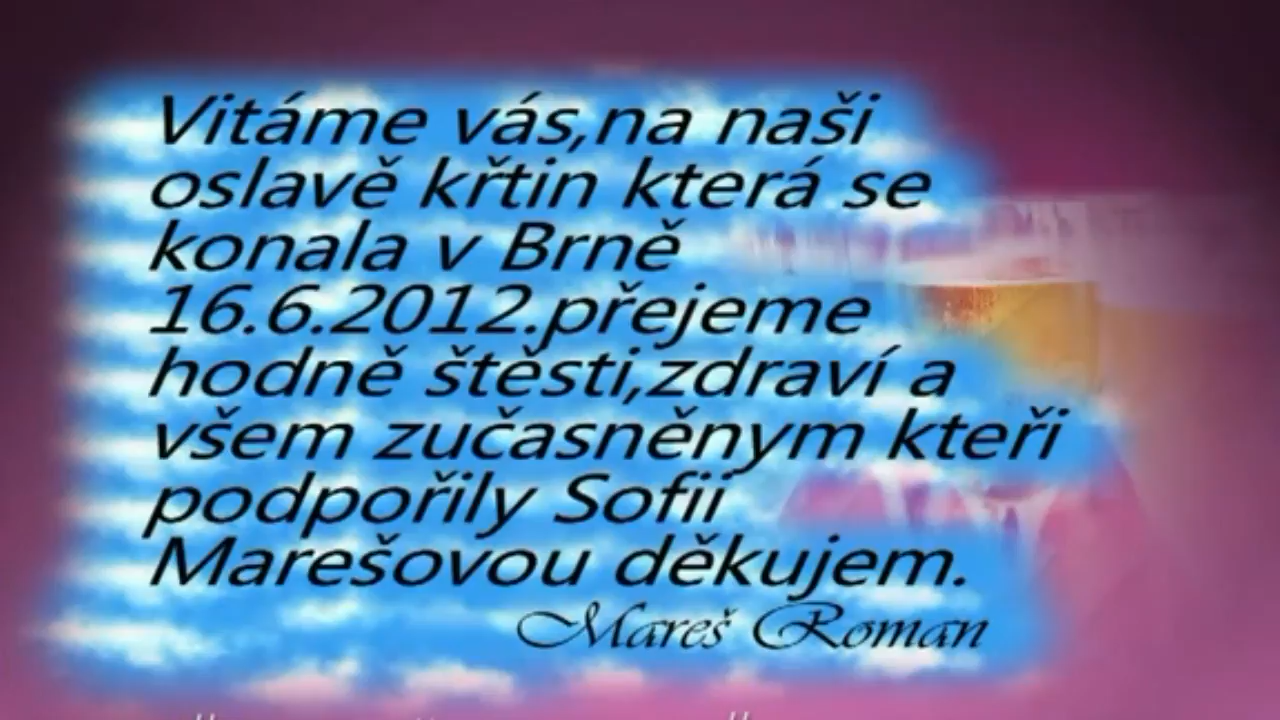 Vitáme vás,na naši
oslavě křtin která se
konala v Brně
16.6.2012.přejeme
hodně štěsti,zdraví a
všem zučasněnym kteři
podpořily Sofii
Marešovou děkujem.
Mareš Roman